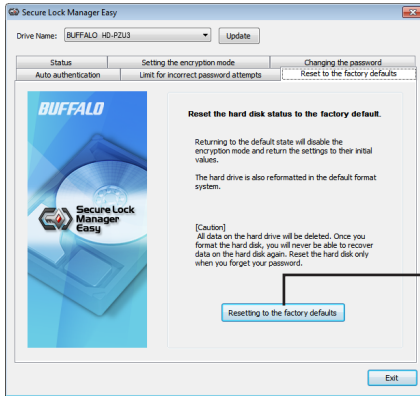 Secure Lock Manager Easy
Drive Name: BUFFALO HD-PZU3 Update
Status Setting the encryption mode Changing the password
Auto authentication Limit for incorrect password attempts Reset to the factory defaults
BUFFALO
Secure Lock
Manager
Easy
Reset the hard disk status to the factory default.
Returning to the default state will disable the
encryption mode and return the settings to their initial
values.
The hard drive is also reformatted in the default format
system.
[Caution]
All data on the hard drive will be deleted. Once you
format the hard disk, you will never be able to recover
data on the hard disk again. Reset the hard disk only
when you forget your password.
Resetting to the factory defaults
Exit